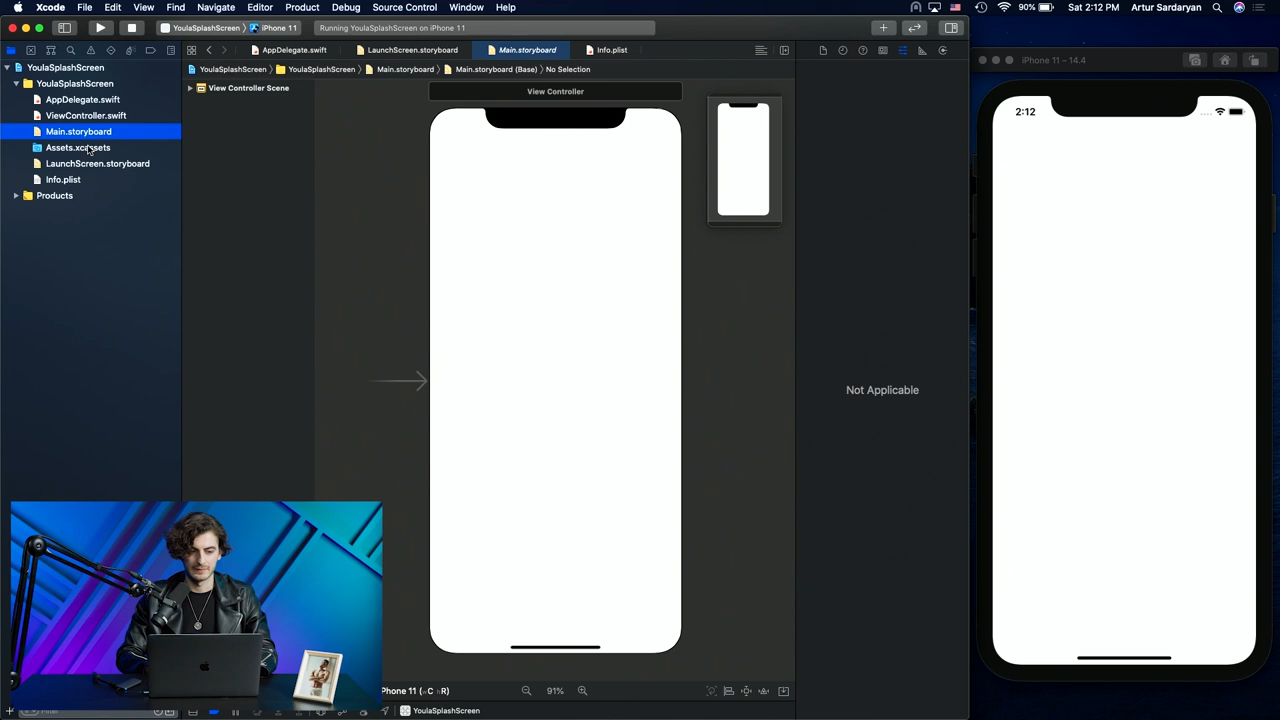 Xcode File Edit View Find Navigate Editor Product Debug Source Control Window Help
90% Sat 2:12 PM Artur Sardaryan
YoulaSplashScreen iPhone 11
Running YoulaSplashScreen on iPhone 11
AppDelegate.swift LaunchScreen.storyboard Main.storyboard Info.plist
iPhone 11 – 14.4
YoulaSplashScreen YoulaSplashScreen Main.storyboard Main.storyboard (Base) No Selection
YoulaSplashScreen
YoulaSplashScreen
AppDelegate.swift
ViewController.swift
Main.storyboard
Assets.xcassets
LaunchScreen.storyboard
Info.plist
Products
View Controller Scene
View Controller
2:12
Not Applicable
91%
YoulaSplashScreen